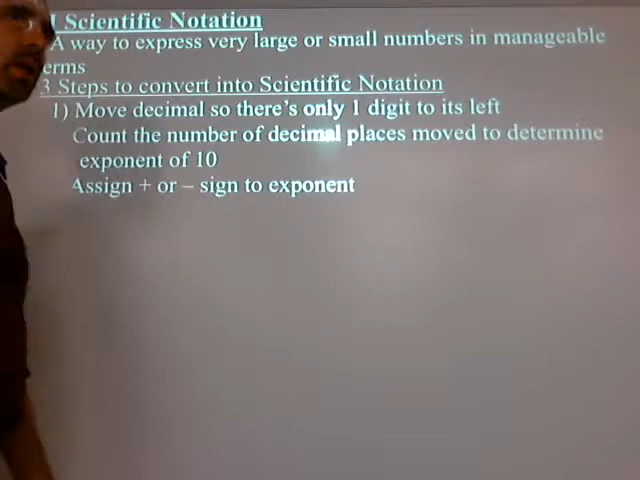 Scientific Notation
A way to express very large or small numbers in manageable
erms
3 Steps to convert into Scientific Notation
1) Move decimal so there's only 1 digit to its left
Count the number of decimal places moved to determine
exponent of 10
Assign + or – sign to exponent